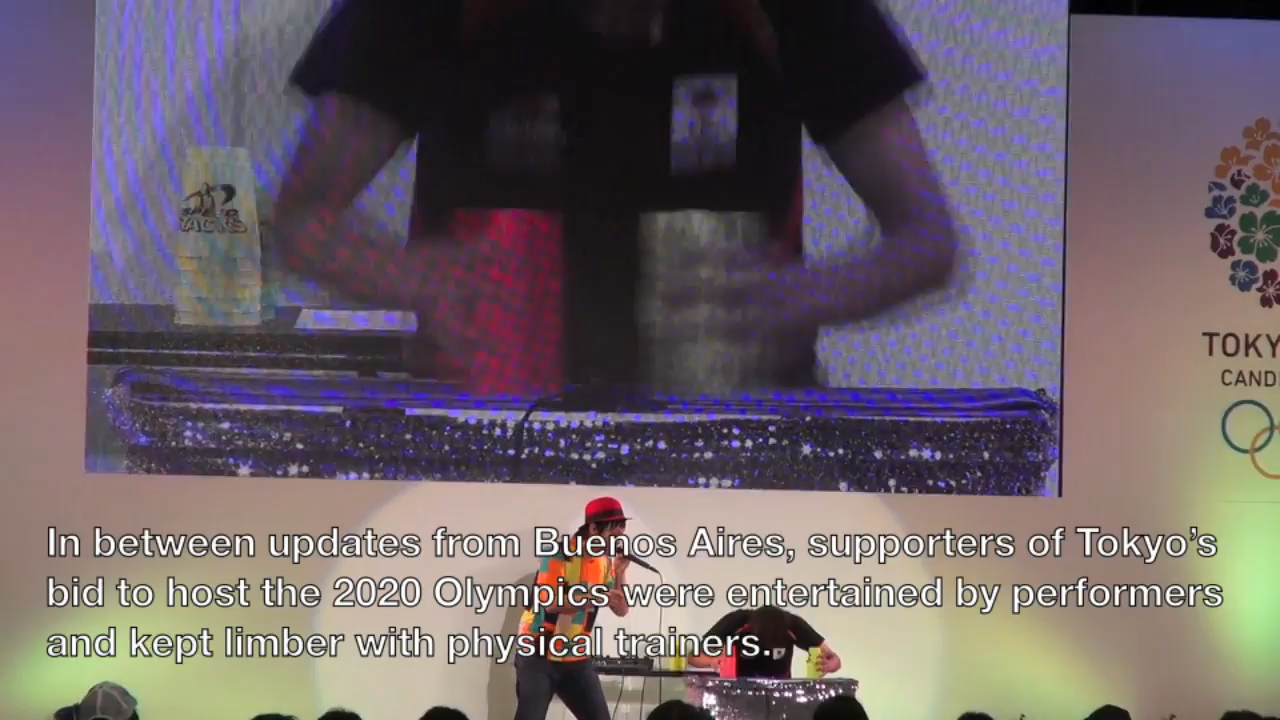 TOKY
CANDI
In between updates from Buenos Aires, supporters of Tokyo's
bid to host the 2020 Olympics were entertained by performers
and kept limber with physical trainers.